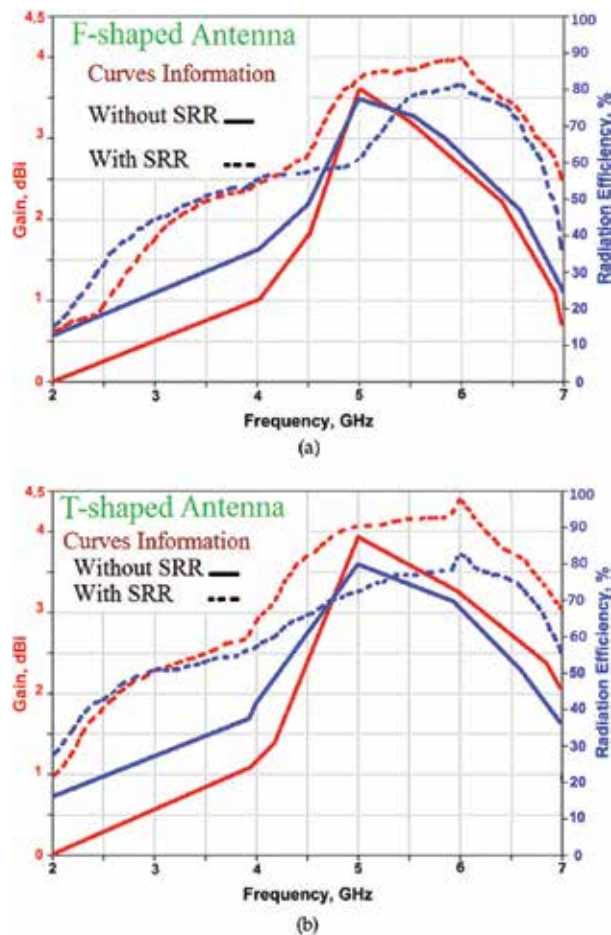 F-shaped Antenna
Curves Information
Without SRR
With SRR
Gain, dBi
4.5
4
3
2
1
0
Radiation Efficiency, %
100
90
80
70
60
50
40
30
20
10
0
2 3 4 5 6 7
Frequency, GHz
(a)
T-shaped Antenna
Curves Information
Without SRR
With SRR
Gain, dBi
4.5
4
3
2
1
0
Radiation Efficiency, %
100
90
80
70
60
50
40
30
20
10
0
2 3 4 5 6 7
Frequency, GHz
(b)